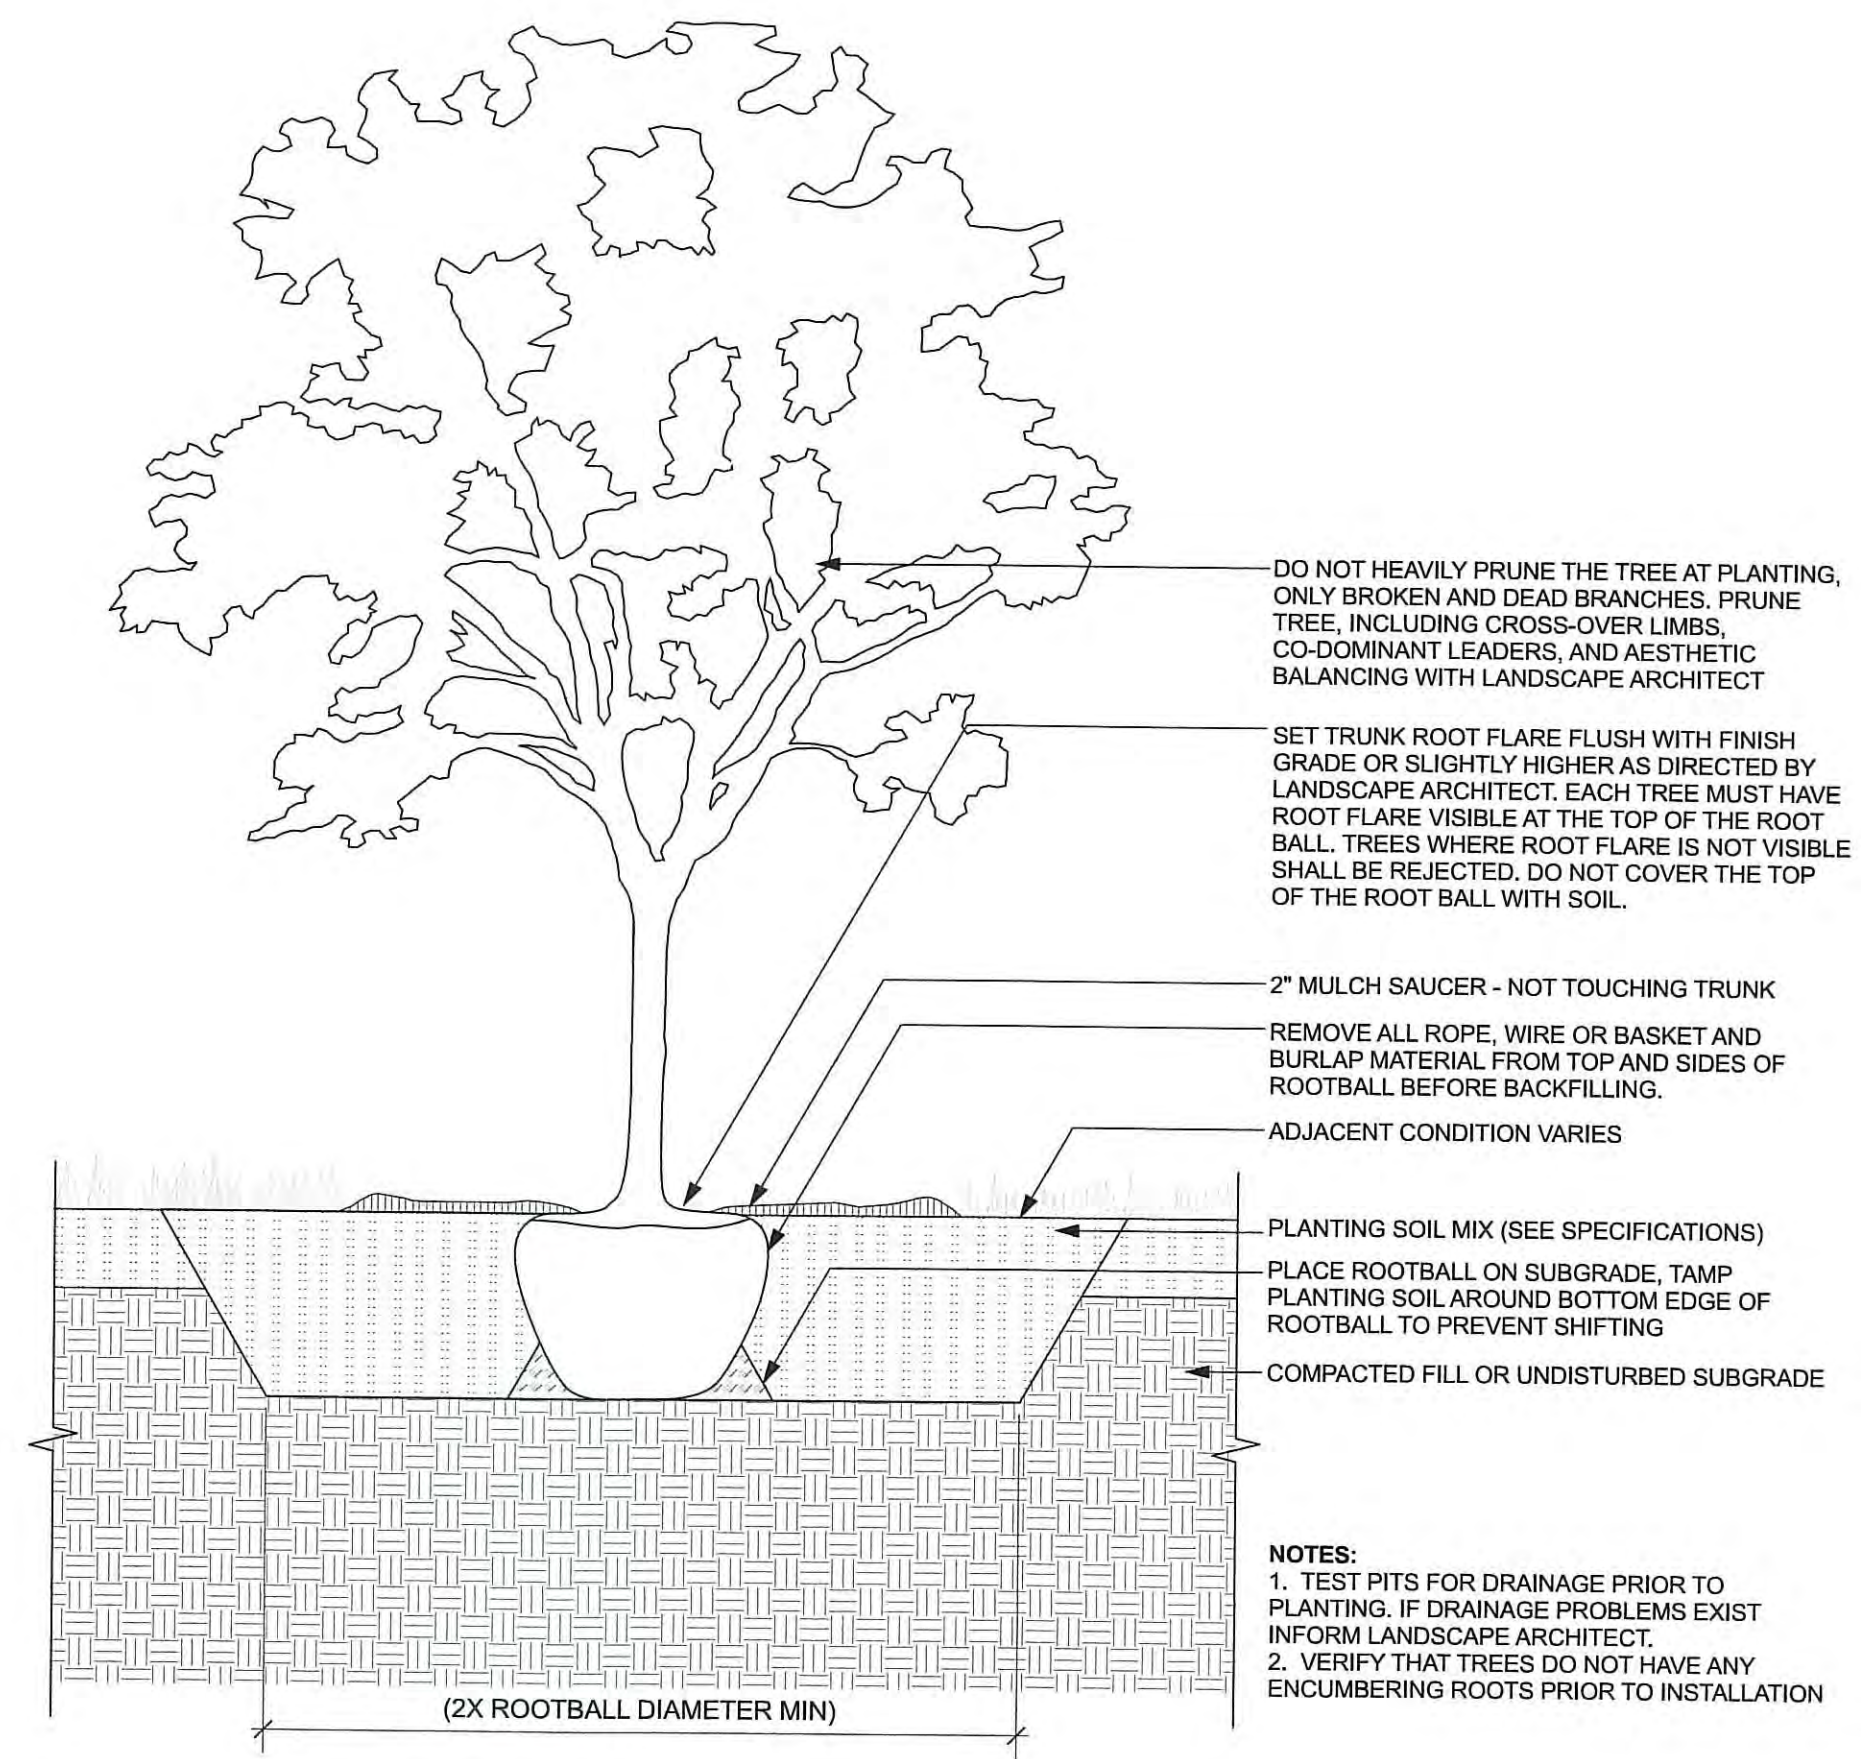 DO NOT HEAVILY PRUNE THE TREE AT PLANTING,
ONLY BROKEN AND DEAD BRANCHES. PRUNE
TREE, INCLUDING CROSS-OVER LIMBS,
CO-DOMINANT LEADERS, AND AESTHETIC
BALANCING WITH LANDSCAPE ARCHITECT
SET TRUNK ROOT FLARE FLUSH WITH FINISH
GRADE OR SLIGHTLY HIGHER AS DIRECTED BY
LANDSCAPE ARCHITECT. EACH TREE MUST HAVE
ROOT FLARE VISIBLE AT THE TOP OF THE ROOT
BALL. TREES WHERE ROOT FLARE IS NOT VISIBLE
SHALL BE REJECTED. DO NOT COVER THE TOP
OF THE ROOT BALL WITH SOIL.
2" MULCH SAUCER - NOT TOUCHING TRUNK
REMOVE ALL ROPE, WIRE OR BASKET AND
BURLAP MATERIAL FROM TOP AND SIDES OF
ROOTBALL BEFORE BACKFILLING.
ADJACENT CONDITION VARIES
PLANTING SOIL MIX (SEE SPECIFICATIONS)
PLACE ROOTBALL ON SUBGRADE, TAMP
PLANTING SOIL AROUND BOTTOM EDGE OF
ROOTBALL TO PREVENT SHIFTING
COMPACTED FILL OR UNDISTURBED SUBGRADE
NOTES:
1. TEST PITS FOR DRAINAGE PRIOR TO
PLANTING. IF DRAINAGE PROBLEMS EXIST
INFORM LANDSCAPE ARCHITECT.
2. VERIFY THAT TREES DO NOT HAVE ANY
ENCUMBERING ROOTS PRIOR TO INSTALLATION
(2X ROOTBALL DIAMETER MIN)